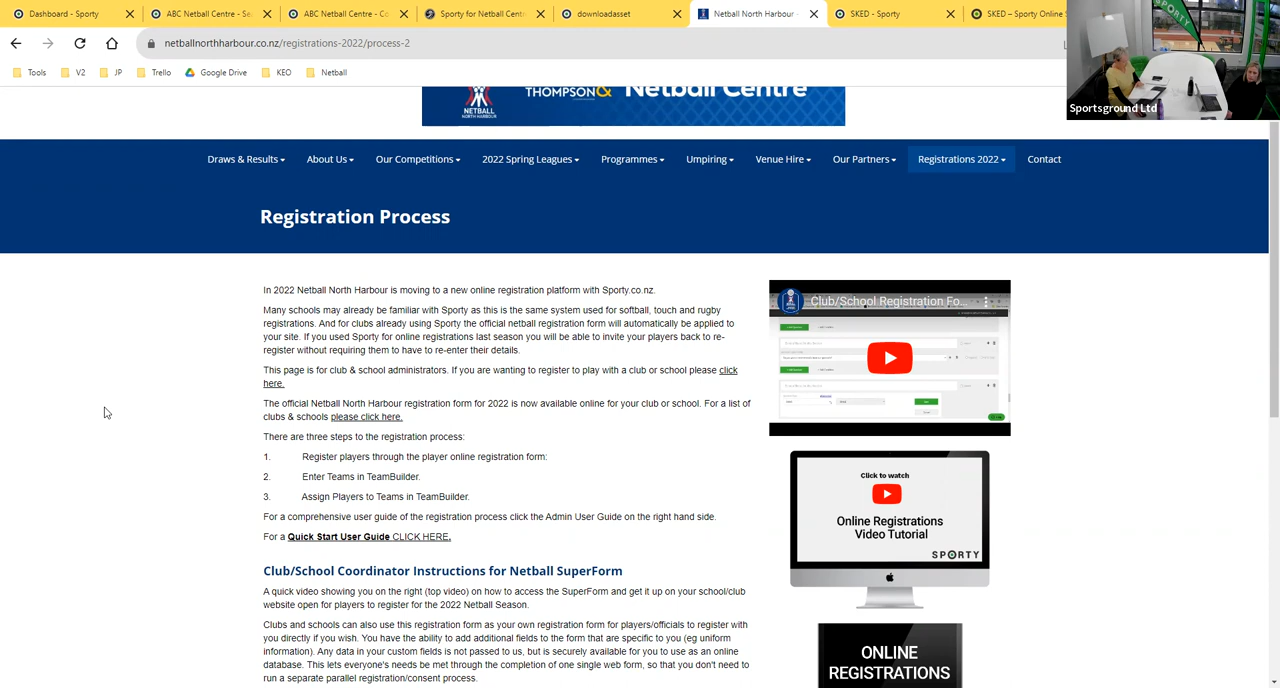 Dashboard - Sporty
ABC Netball Centre - Se
ABC Netball Centre - Co
Sporty for Netball Centr
downloadasset
Netball North Harbour -
SKED - Sporty
SKED – Sporty Online S
netballnorthharbour.co.nz/registrations-2022/process-2
Tools
V2
JP
Trello
Google Drive
KEO
Netball
SPORTY
Sportsground Ltd
NETBALL
NORTH HARBOUR
THOMPSON& Netball Centre
Draws & Results
About Us
Our Competitions
2022 Spring Leagues
Programmes
Umpiring
Venue Hire
Our Partners
Registrations 2022
Contact
Registration Process
In 2022 Netball North Harbour is moving to a new online registration platform with Sporty.co.nz.
Many schools may already be familiar with Sporty as this is the same system used for softball, touch and rugby
registrations. And for clubs already using Sporty the official netball registration form will automatically be applied to
your site. If you used Sportly for online registrations last season you will be able to invite your players back to re-
register without requiring them to have to re-enter their details.
This page is for club & school administrators. If you are wanting to register to play with a club or school please click
here.
The official Netball North Harbour registration form for 2022 is now available online for your club or school. For a list of
clubs & schools please click here.
There are three steps to the registration process:
1. Register players through the player online registration form:
2. Enter Teams in TeamBuilder.
3. Assign Players to Teams in TeamBuilder.
For a comprehensive user guide of the registration process click the Admin User Guide on the right hand side.
For a Quick Start User Guide CLICK HERE.
Club/School Coordinator Instructions for Netball SuperForm
A quick video showing you on the right (top video) on how to access the SuperForm and get it up on your school/club
website open for players to register for the 2022 Netball Season.
Clubs and schools can also use this registration form as your own registration form for players/officials to register with
you directly if you wish. You have the ability to add additional fields to the form that are specific to you (eg uniform
information). Any data in your custom fields is not passed to us, but is securely available for you to use as an online
database. This lets everyone's needs be met through the completion of one single web form, so that you don't need to
run a separate parallel registration/consent process.
Club/School Registration Fo...
Click to watch
Online Registrations
Video Tutorial
SPORTY
ONLINE
REGISTRATIONS